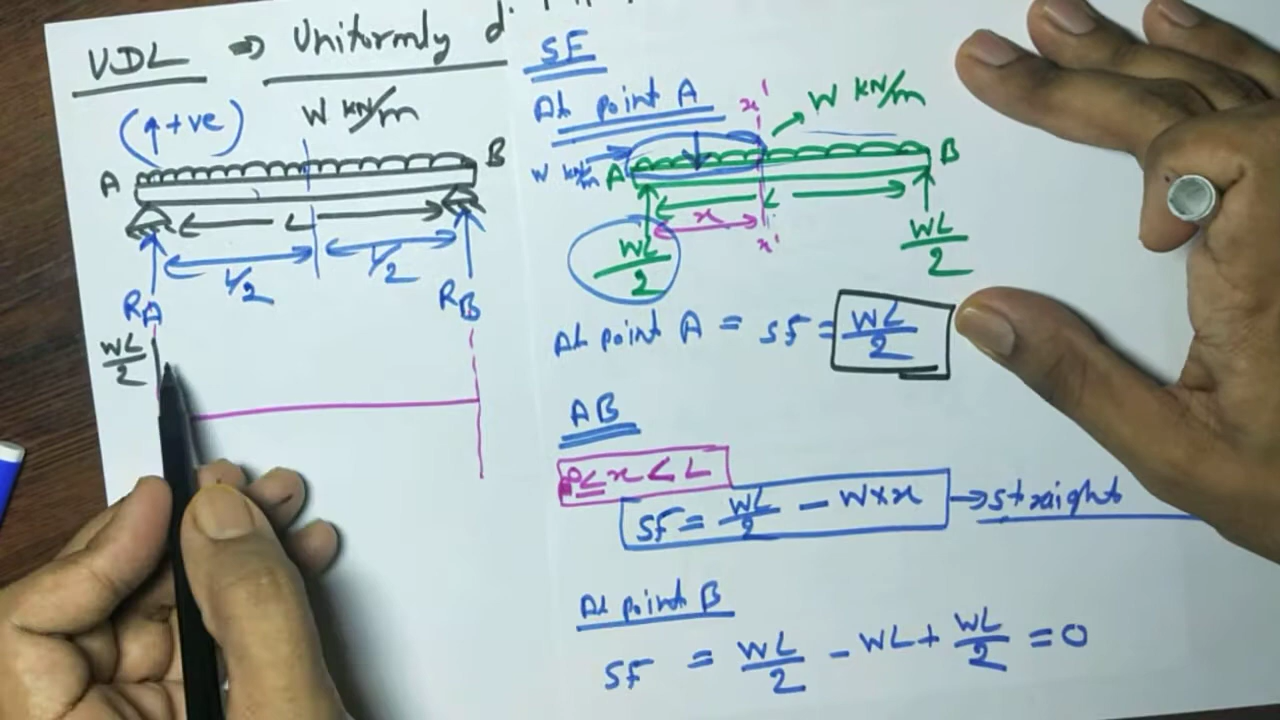 UDL ⇒ Uniformly
(↑+ve)
W kN/m
A
B
L
L/2
L/2
RA
RB
WL/2
SF
At point A
x'
W kN/m
W kN/m
A
B
L
x
x'
WL/2
WL/2
At point A = SF = WL/2
AB
x < L
SF = WL/2 - W×x → straight
At point B
SF = WL/2 - WL + WL/2 = 0